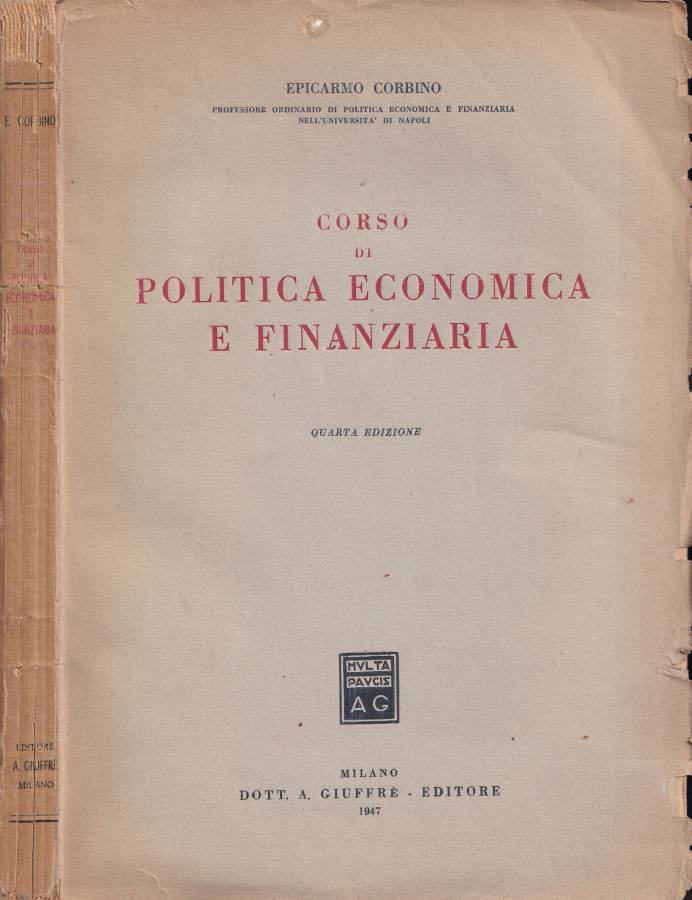 E. CORBINO
CORSO
DI
POLITICA
ECONOMICA
E
FINANZIARIA
EDITORE
A. GIUFFRÈ
MILANO
EPICARMO CORBINO
PROFESSORE ORDINARIO DI POLITICA ECONOMICA E FINANZIARIA
NELL'UNIVERSITA' DI NAPOLI
CORSO
DI
POLITICA ECONOMICA
E FINANZIARIA
QUARTA EDIZIONE
MVLTA
PAVCIS
AG
MILANO
DOTT. A. GIUFFRÈ - EDITORE
1947